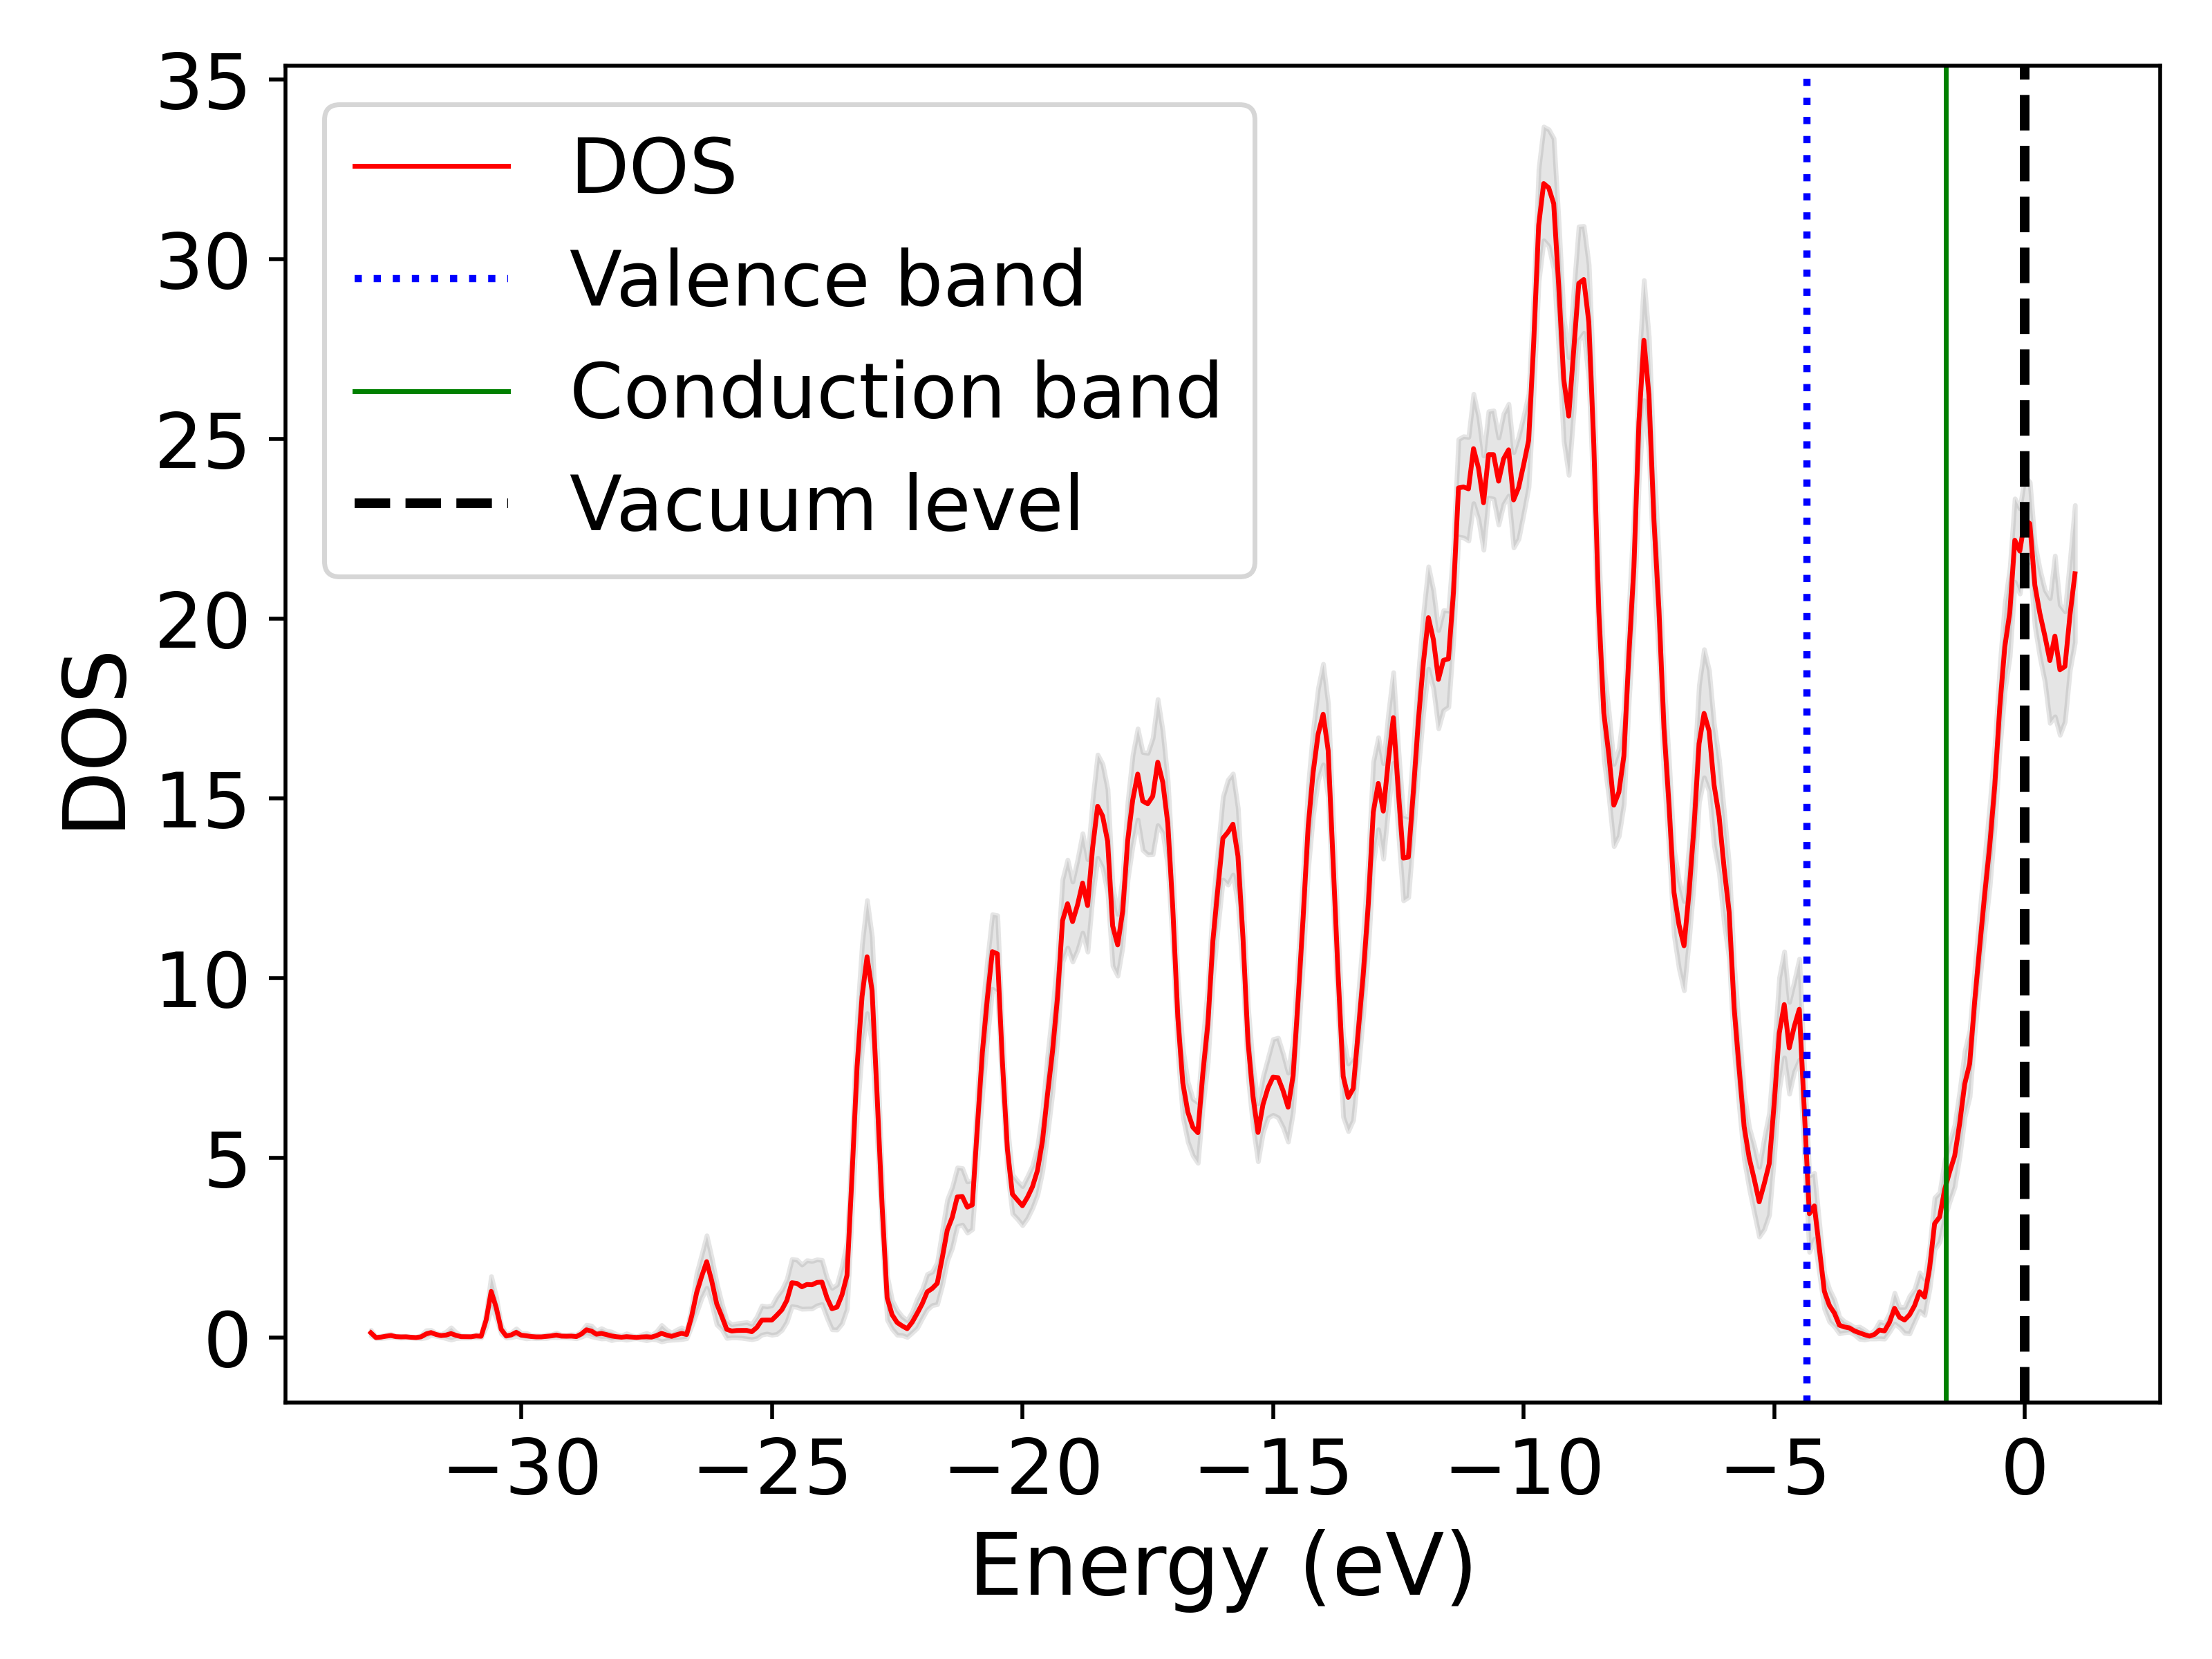 35
30
25
20
15
10
5
0
DOS
DOS
Valence band
Conduction band
Vacuum level
−30 −25 −20 −15 −10 −5 0
Energy (eV)